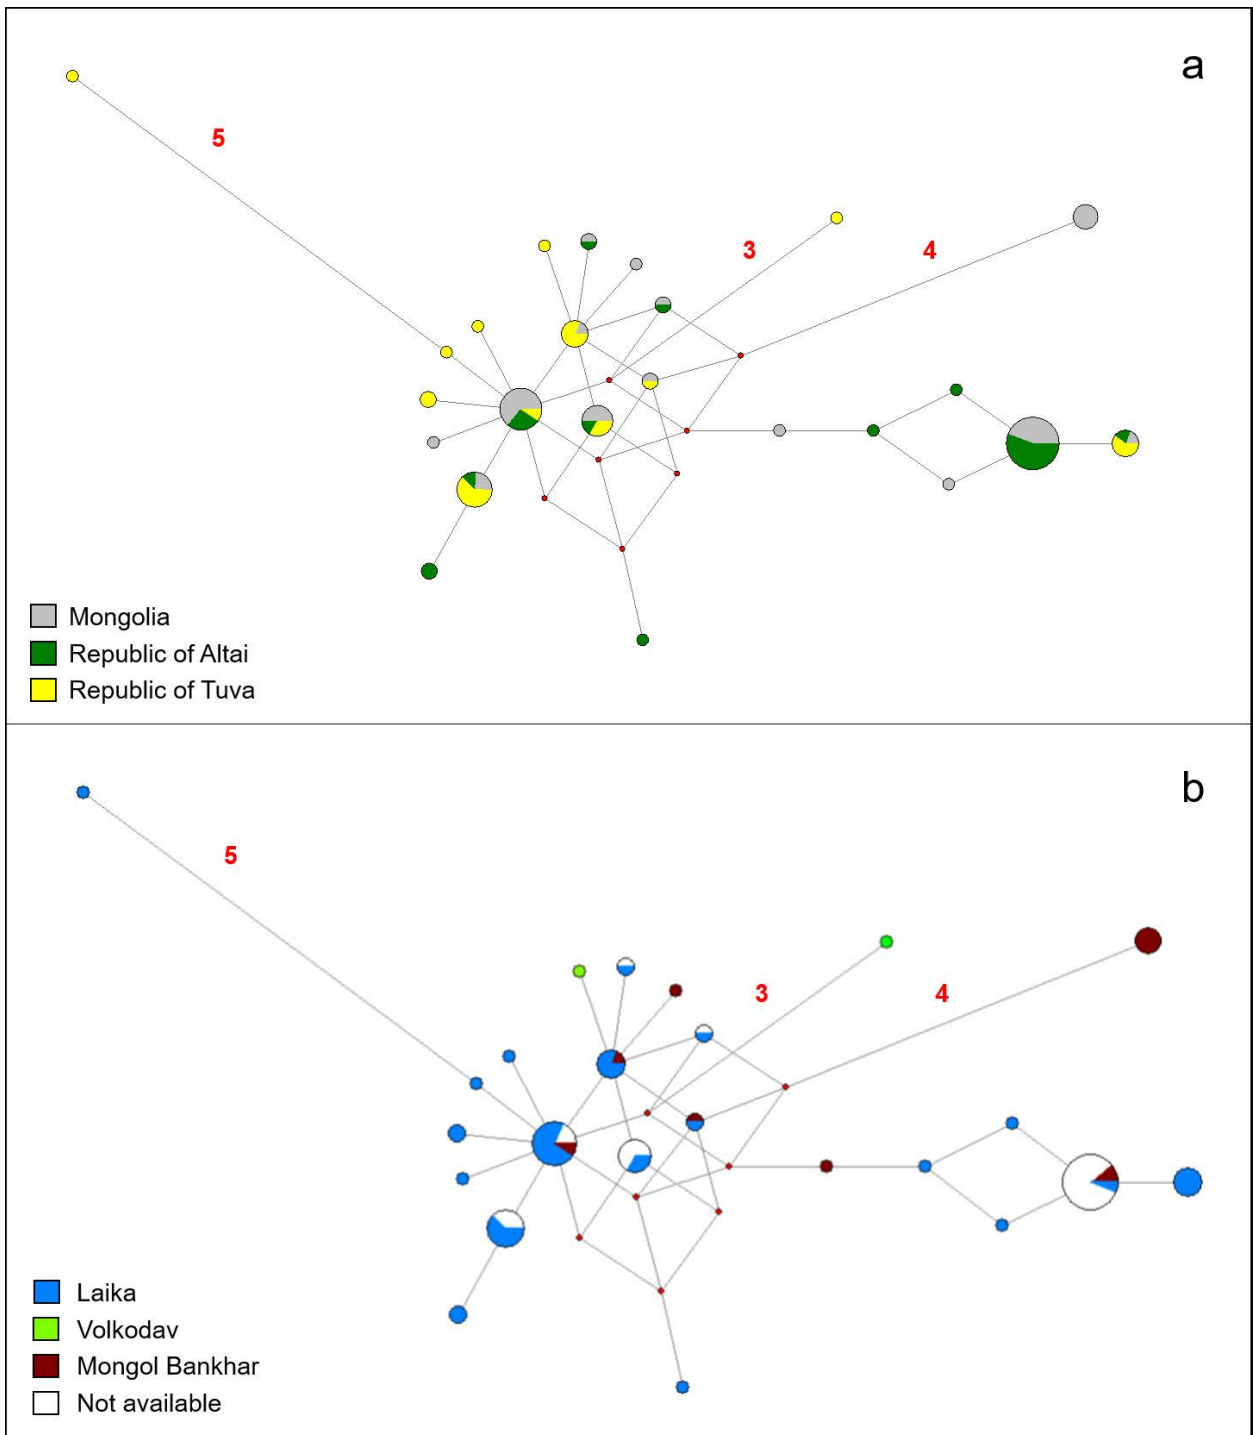 a
5
3
4
Mongolia
Republic of Altai
Republic of Tuva
b
5
3
4
Laika
Volkodav
Mongol Bankhar
Not available